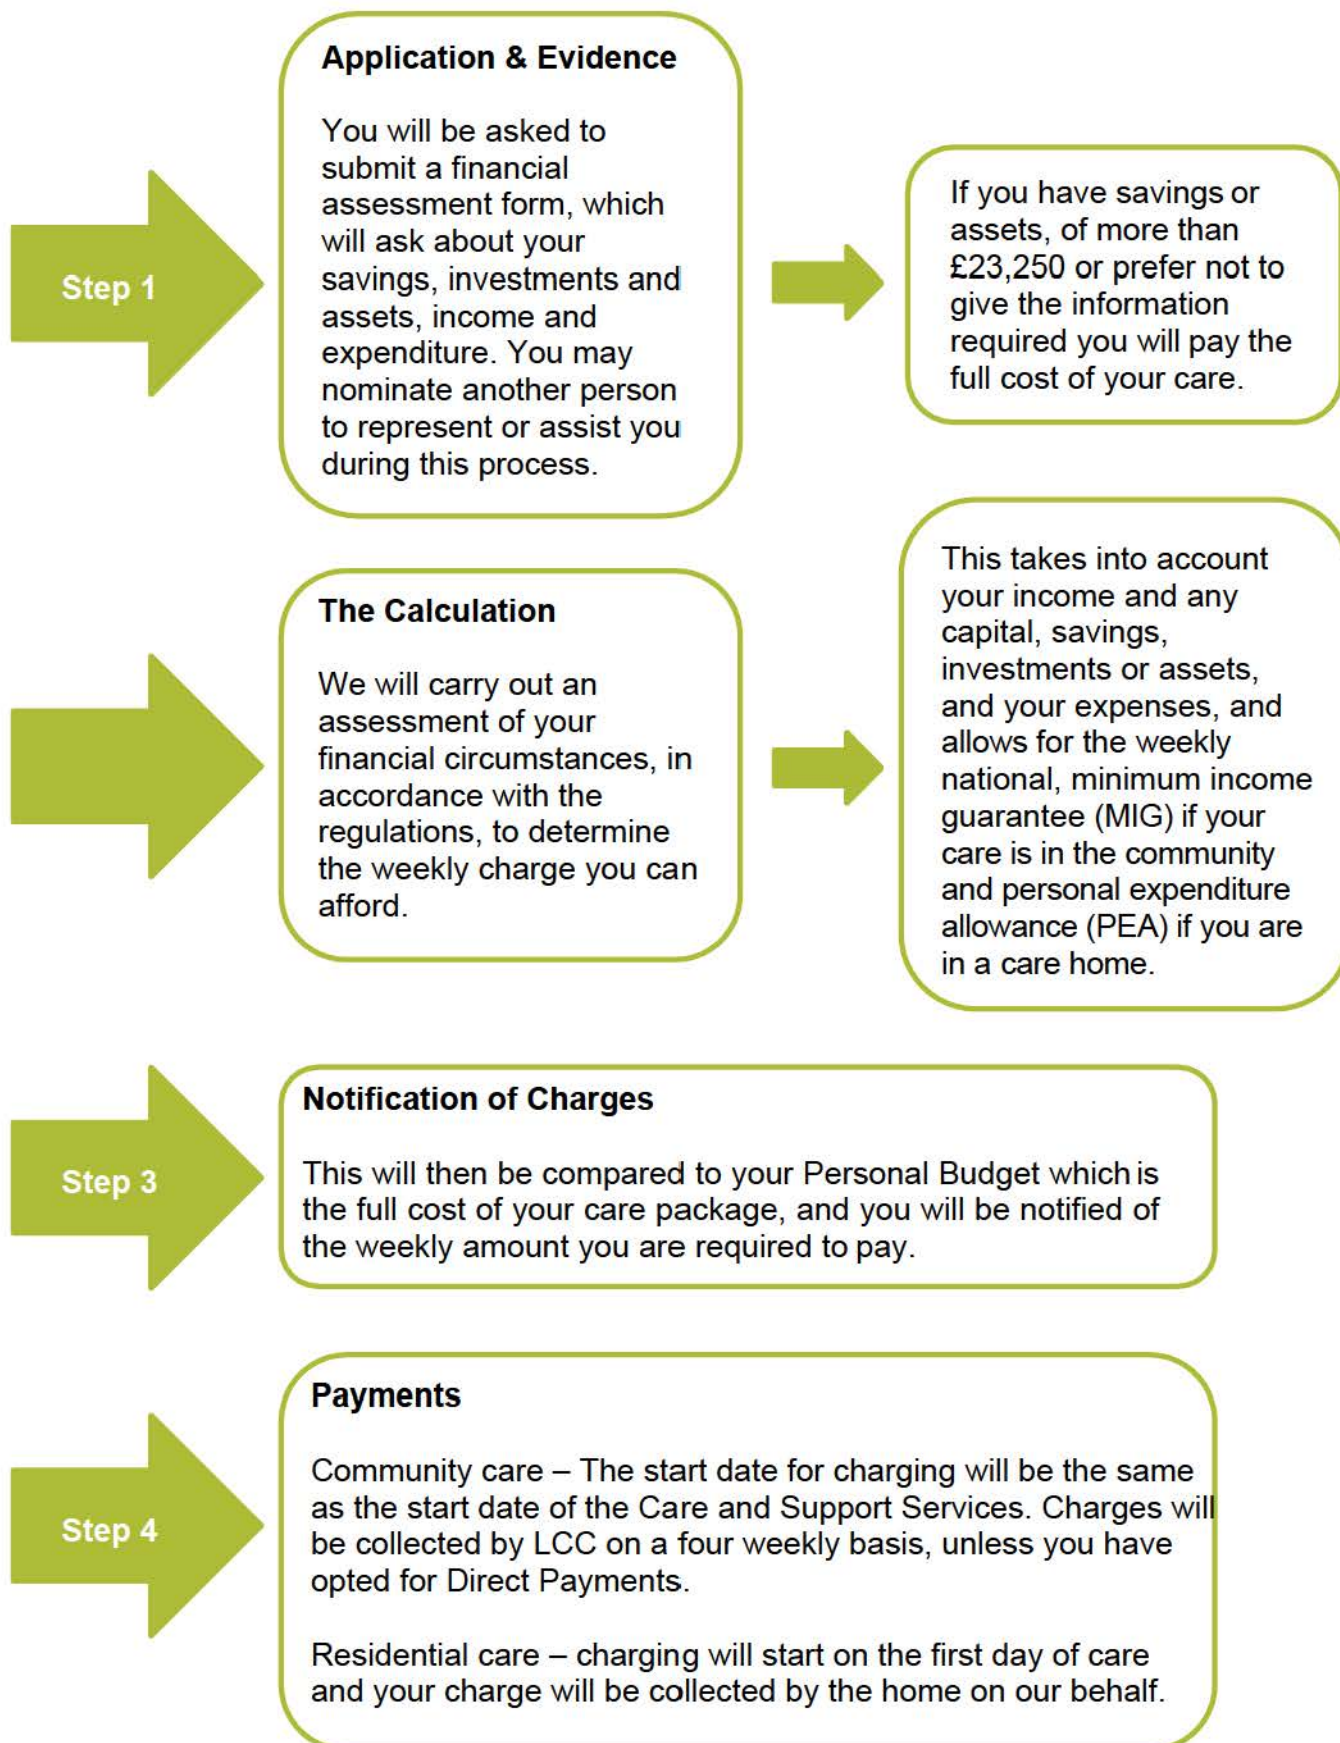 Step 1
Application & Evidence
You will be asked to
submit a financial
assessment form, which
will ask about your
savings, investments and
assets, income and
expenditure. You may
nominate another person
to represent or assist you
during this process.
If you have savings or
assets, of more than
£23,250 or prefer not to
give the information
required you will pay the
full cost of your care.
The Calculation
We will carry out an
assessment of your
financial circumstances, in
accordance with the
regulations, to determine
the weekly charge you can
afford.
This takes into account
your income and any
capital, savings,
investments or assets,
and your expenses, and
allows for the weekly
national, minimum income
guarantee (MIG) if your
care is in the community
and personal expenditure
allowance (PEA) if you are
in a care home.
Step 3
Notification of Charges
This will then be compared to your Personal Budget which is
the full cost of your care package, and you will be notified of
the weekly amount you are required to pay.
Step 4
Payments
Community care – The start date for charging will be the same
as the start date of the Care and Support Services. Charges will
be collected by LCC on a four weekly basis, unless you have
opted for Direct Payments.
Residential care – charging will start on the first day of care
and your charge will be collected by the home on our behalf.